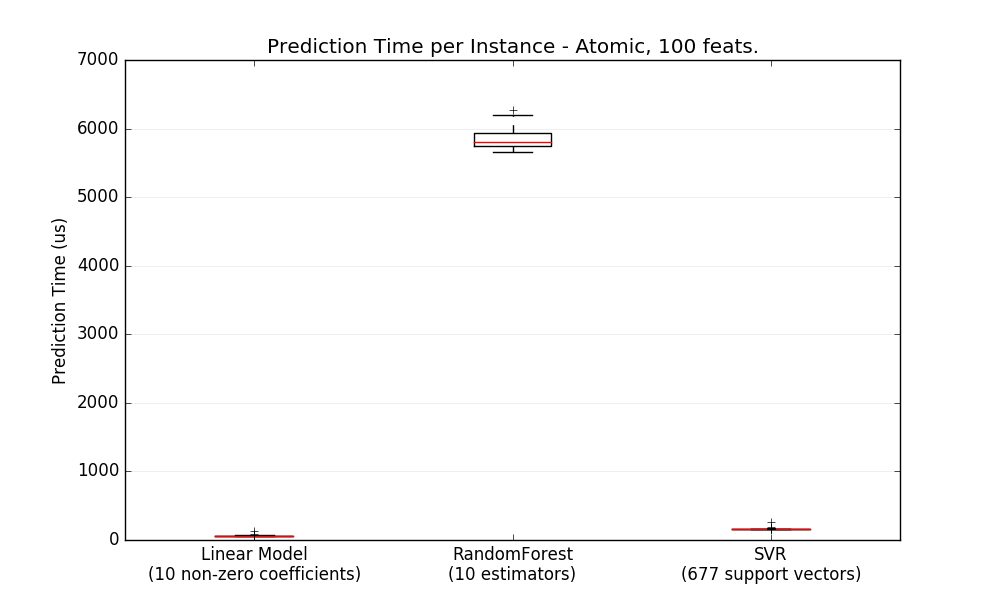 Prediction Time per Instance - Atomic, 100 feats.
7000
6000
5000
4000
3000
2000
1000
0
Prediction Time (us)
Linear Model
(10 non-zero coefficients)
RandomForest
(10 estimators)
SVR
(677 support vectors)